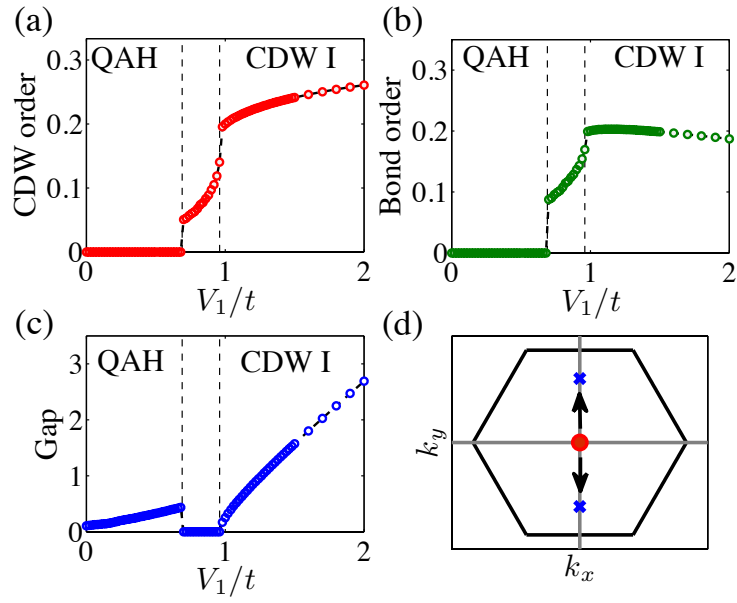 (a)
QAH CDW I
CDW order
0.3
0.2
0.1
0
0 1 2
V₁/t
(b)
QAH CDW I
Bond order
0.3
0.2
0.1
0
0 1 2
V₁/t
(c)
QAH CDW I
Gap
3
2
1
0
0 1 2
V₁/t
(d)
k_y
k_x